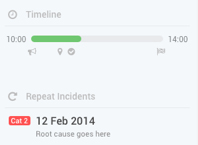 Timeline
10:00 14:00
Repeat Incidents
Cat 2 12 Feb 2014
Root cause goes here